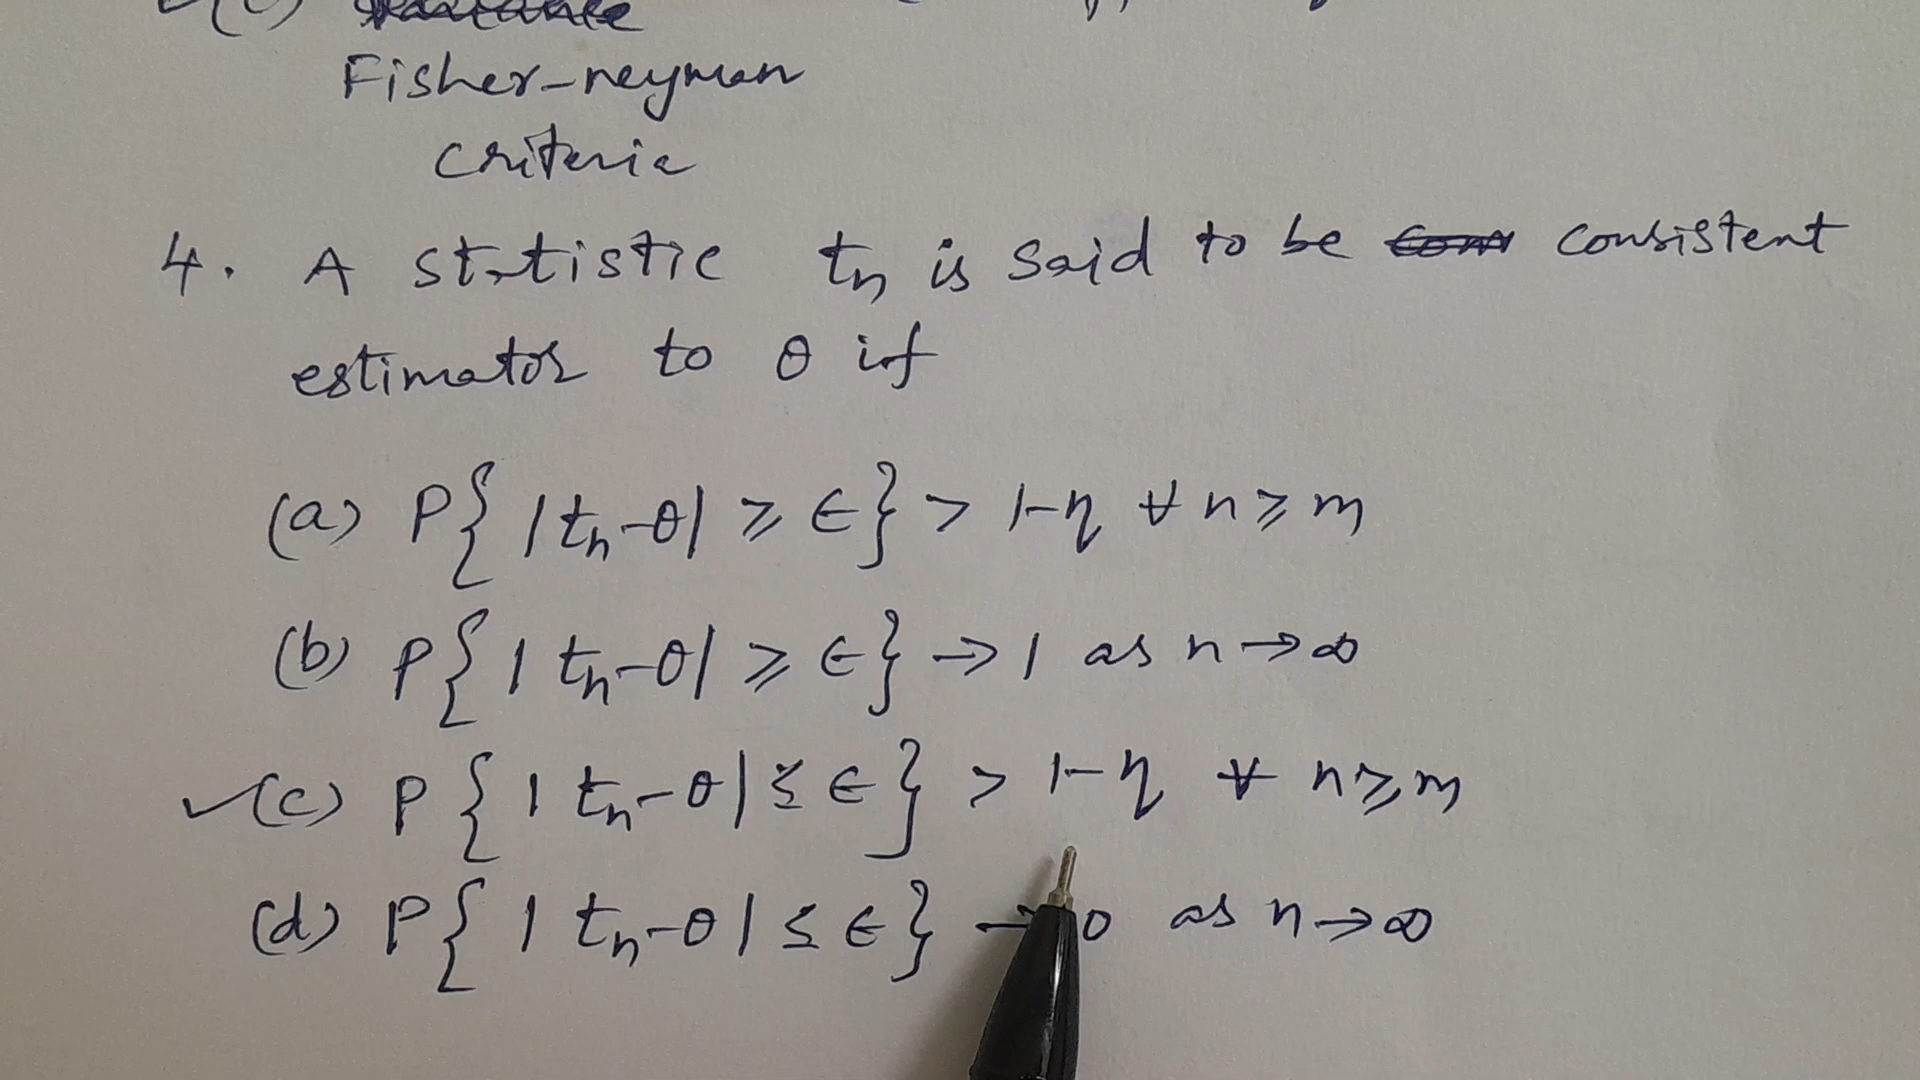 (c)
Fisher-neyman
criteria
4. A statistic tn is said to be consistent
estimator to θ if
(a) P{ |tn-θ| ≥ ∈} > 1-η ∀ n ≥ m
(b) P{ | tn-θ| ≥ ∈} → 1 as n → ∞
✓(c) P { | tn-θ| ≤ ∈ } > 1-η ∀ n ≥ m
(d) P{ | tn-θ| ≤ ∈} → 0 as n → ∞